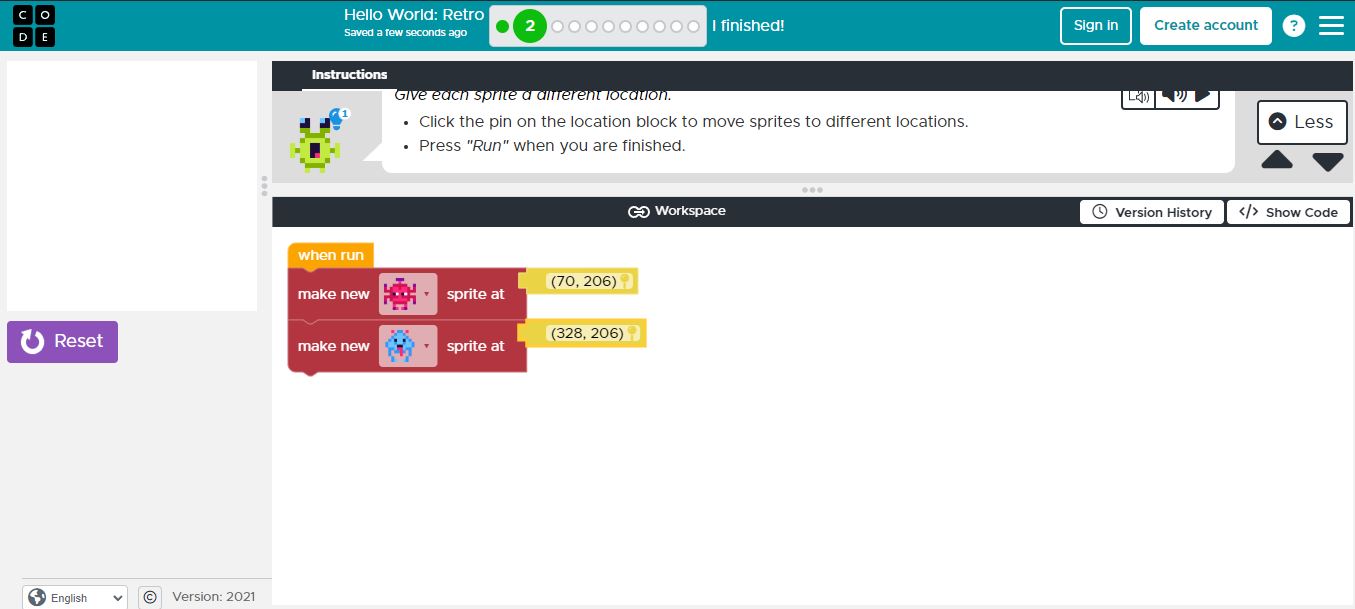 C O
D E
Hello World: Retro
Saved a few seconds ago
2
I finished!
Sign in
Create account
?
Instructions
Give each sprite a different location.
1
• Click the pin on the location block to move sprites to different locations.
• Press "Run" when you are finished.
Less
Workspace
Version History
</> Show Code
when run
make new sprite at (70, 206)
make new sprite at (328, 206)
Reset
English
© Version: 2021